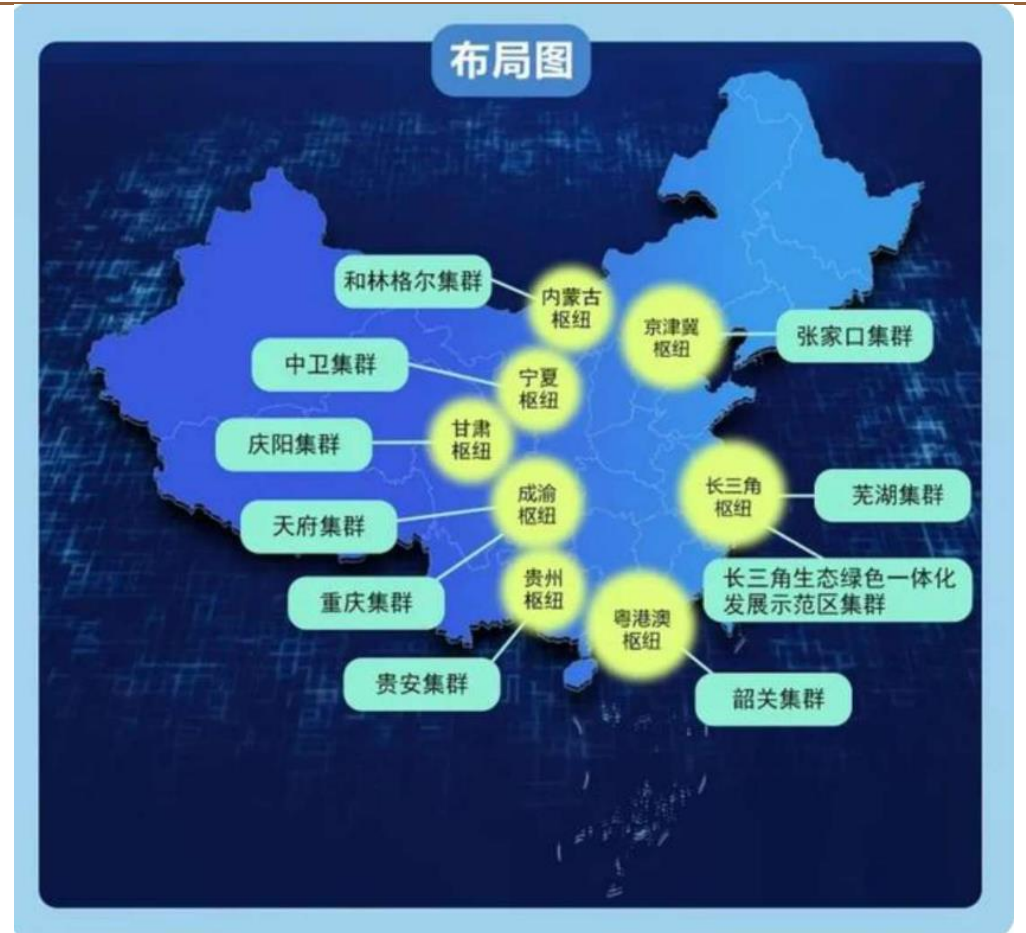 布局图
和林格尔集群
内蒙古
枢纽
京津冀
枢纽
张家口集群
中卫集群
宁夏
枢纽
庆阳集群
甘肃
枢纽
长三角
枢纽
芜湖集群
天府集群
成渝
枢纽
长三角生态绿色一体化
发展示范区集群
重庆集群
贵州
枢纽
粤港澳
枢纽
贵安集群
韶关集群